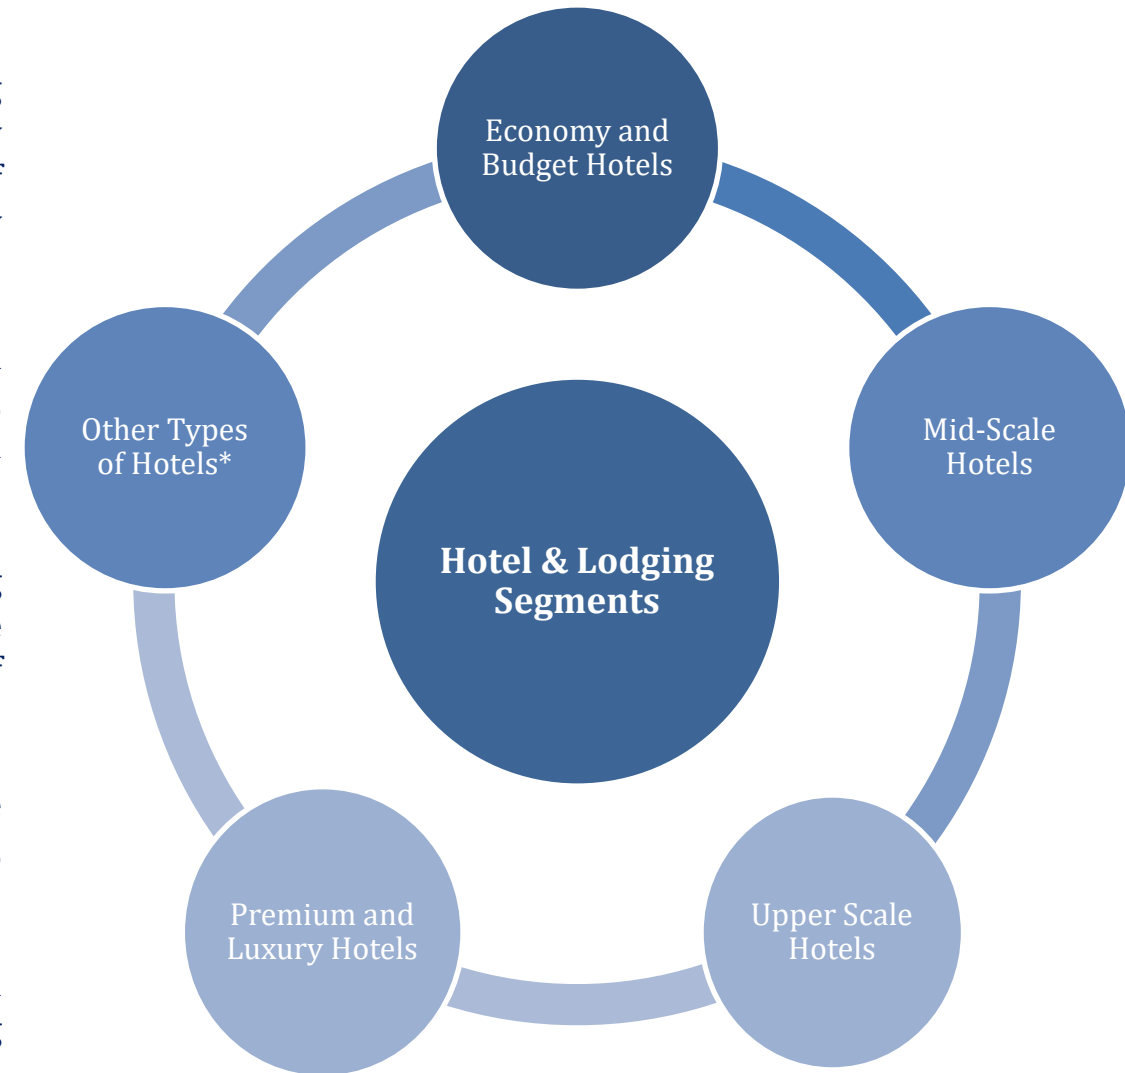 Economy and
Budget Hotels
Mid-Scale
Hotels
Upper Scale
Hotels
Premium and
Luxury Hotels
Other Types
of Hotels*
Hotel & Lodging
Segments